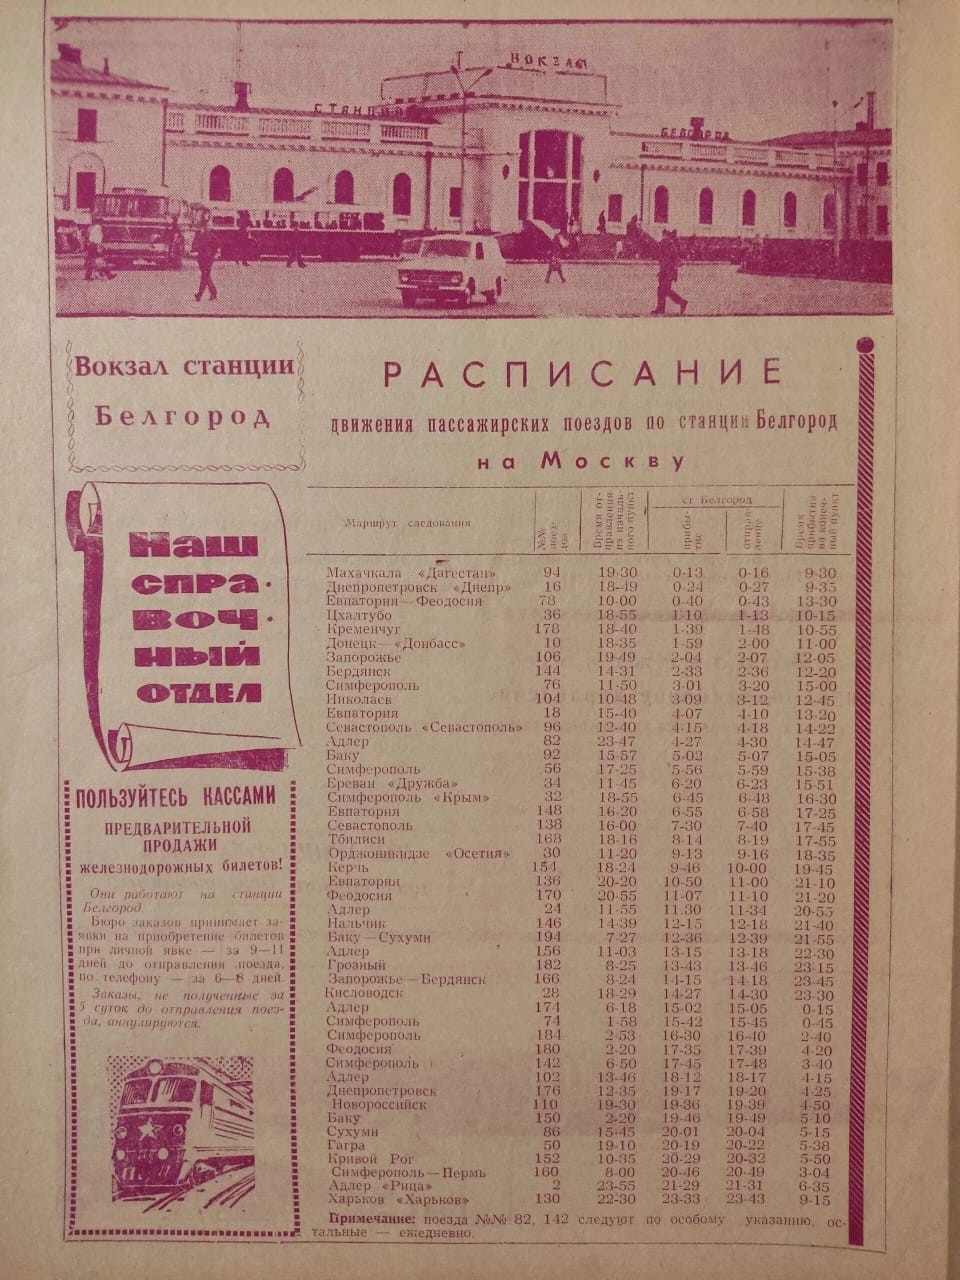 СТАНЦИЯ
ВОКЗАЛ
БЕЛГОРОД
Вокзал станции
Белгород
Наш
спра-
воч-
ный
отдел
ПОЛЬЗУЙТЕСЬ КАССАМИ
ПРЕДВАРИТЕЛЬНОЙ
ПРОДАЖИ
железнодорожных билетов!
Они работают на станции
Белгород.
Бюро заказов принимает за-
явки на приобретение билетов
при личной явке — за 9—11
дней до отправления поезда,
по телефону — за 6—8 дней.
Заказы, не полученные за
5 суток до отправления поез-
да, аннулируются.
РАСПИСАНИЕ
движения пассажирских поездов по станции Белгород
на Москву
Маршрут следования
№№ поез- дов
Время от- правления из началь- ного пункт
ст. Белгород
прибы- тие
отправ- ление
Время прибытия на конеч- ный пункт
Махачкала «Дагестан» 94 19-30 0-13 0-16 9-30
Днепропетровск «Днепр» 16 18-49 0-24 0-27 9-35
Евпатория—Феодосия 78 10-00 0-40 0-43 13-30
Цхалтубо 36 18-55 1-10 1-13 10-15
Кременчуг 178 18-40 1-39 1-48 10-55
Донецк—«Донбасс» 10 18-35 1-59 2-00 11-00
Запорожье 106 19-49 2-04 2-07 12-05
Бердянск 144 14-31 2-33 2-36 12-20
Симферополь 76 11-50 3-01 3-20 15-00
Николаев 104 10-48 3-09 3-12 12-45
Евпатория 18 15-40 4-07 4-10 13-20
Севастополь «Севастополь» 96 12-40 4-15 4-18 14-22
Адлер 82 23-47 4-27 4-30 14-47
Баку 92 15-57 5-02 5-07 15-05
Симферополь 56 17-25 5-56 5-59 15-38
Ереван «Дружба» 34 11-45 6-20 6-23 15-51
Симферополь «Крым» 32 18-55 6-45 6-48 16-30
Евпатория 148 16-20 6-55 6-58 17-25
Севастополь 138 16-00 7-30 7-40 17-45
Тбилиси 168 18-16 8-14 8-19 17-55
Орджоникидзе «Осетия» 30 11-20 9-13 9-16 18-35
Керчь 154 18-24 9-46 10-00 19-45
Евпатория 136 20-20 10-50 11-00 21-10
Феодосия 170 20-55 11-07 11-10 21-20
Адлер 24 11-55 11.30 11-34 20-55
Нальчик 146 14-39 12-15 12-18 21-40
Баку—Сухуми 194 7-27 12-36 12-39 21-55
Адлер 156 11-03 13-15 13-18 22-30
Грозный 182 8-25 13-43 13-46 23-15
Запорожье—Бердянск 166 8-24 14-15 14-18 23-45
Кисловодск 28 18-29 14-27 14-30 23-30
Адлер 174 6-18 15-02 15-05 0-15
Симферополь 74 1-58 15-42 15-45 0-45
Симферополь 184 2-53 16-30 16-40 2-40
Феодосия 180 2-20 17-35 17-39 4-20
Симферополь 142 6-50 17-45 17-48 3-40
Адлер 102 13-46 18-12 18-17 4-15
Днепропетровск 176 12-35 19-17 19-20 4-25
Новороссийск 110 19-30 19-36 19-39 4-50
Баку 150 2-20 19-46 19-49 5-10
Сухуми 86 15-45 20-01 20-04 5-15
Гагра 50 19-10 20-19 20-22 5-38
Кривой Рог 152 10-35 20-29 20-32 5-50
Симферополь—Пермь 160 8-00 20-46 20-49 3-04
Адлер «Рица» 2 23-55 21-29 21-31 6-35
Харьков «Харьков» 130 22-30 23-33 23-43 9-15
Примечание: поезда №№ 82, 142 следуют по особому указанию, ос-
тальные — ежедневно.